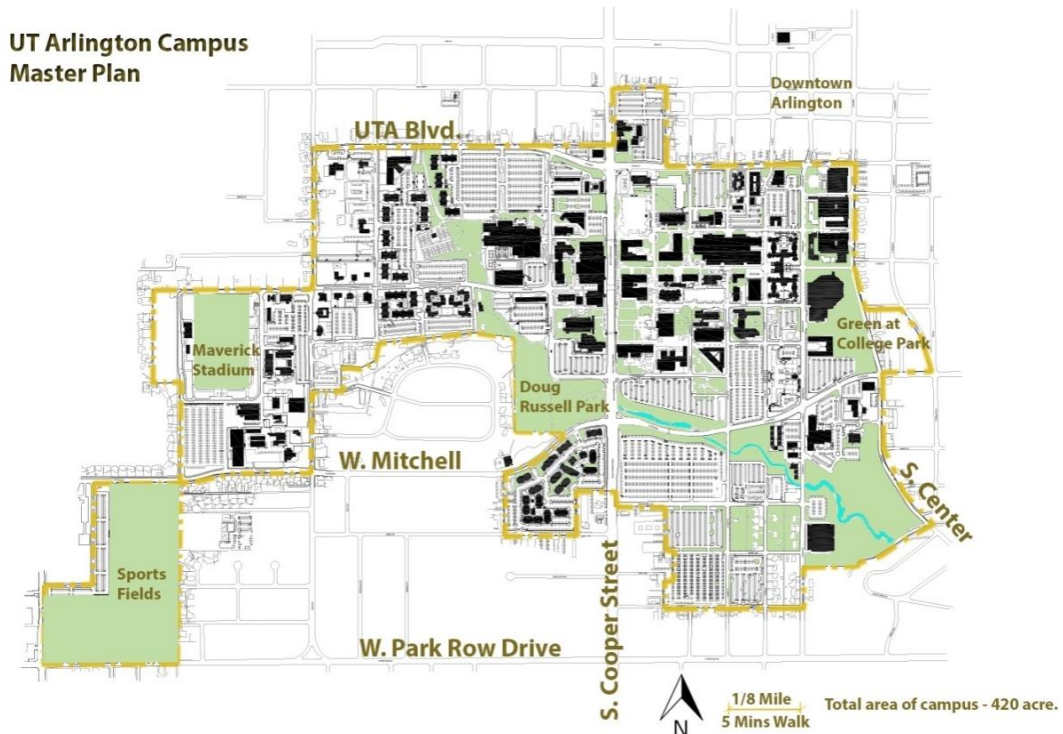 UT Arlington Campus
Master Plan
Downtown
Arlington
UTA Blvd.
Maverick
Stadium
Green at
College Park
Doug
Russell Park
W. Mitchell
S. Center
Sports
Fields
S. Cooper Street
W. Park Row Drive
N
1/8 Mile
5 Mins Walk
Total area of campus - 420 acre.